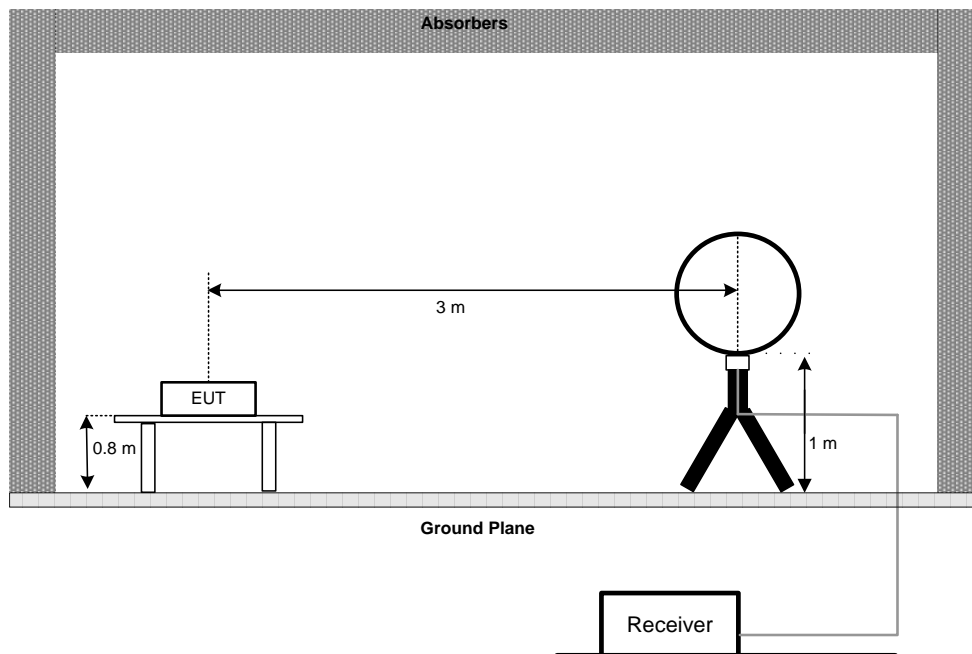 Absorbers
3 m
EUT
0.8 m
1 m
Ground Plane
Receiver